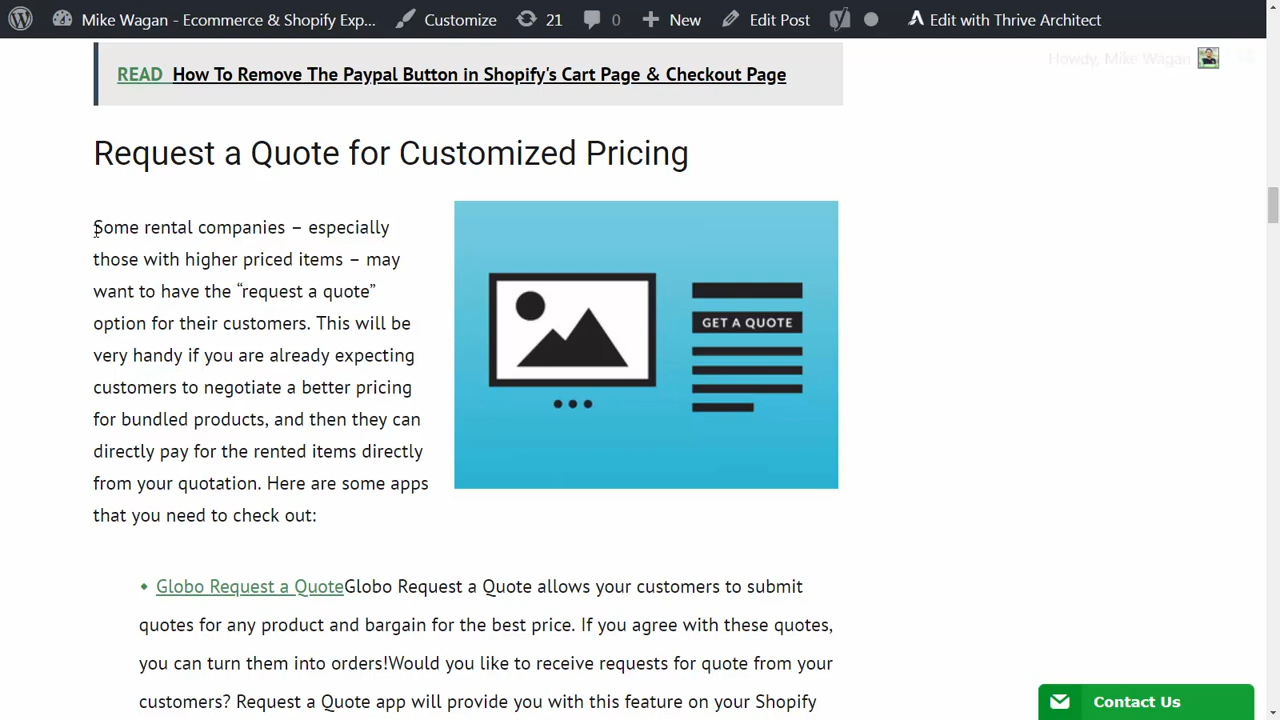 Mike Wagan - Ecommerce & Shopify Exp... Customize 21 0 New Edit Post Edit with Thrive Architect
Howdy, Mike Wagan
READ How To Remove The Paypal Button in Shopify's Cart Page & Checkout Page
Request a Quote for Customized Pricing
Some rental companies – especially
those with higher priced items – may
want to have the “request a quote”
option for their customers. This will be
very handy if you are already expecting
customers to negotiate a better pricing
for bundled products, and then they can
directly pay for the rented items directly
from your quotation. Here are some apps
that you need to check out:
GET A QUOTE
Globo Request a QuoteGlobo Request a Quote allows your customers to submit
quotes for any product and bargain for the best price. If you agree with these quotes,
you can turn them into orders!Would you like to receive requests for quote from your
customers? Request a Quote app will provide you with this feature on your Shopify
Contact Us